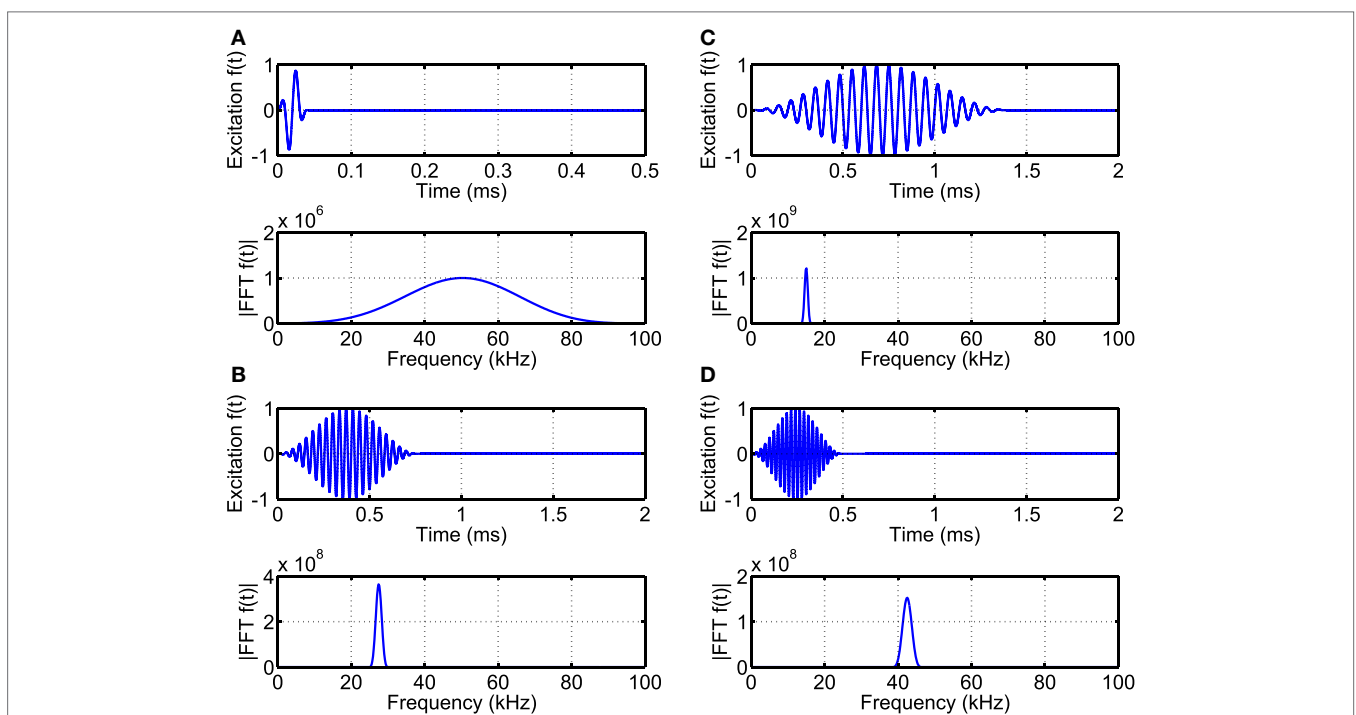 A
Excitation f(t)
1
0
-1
0 0.1 0.2 0.3 0.4 0.5
Time (ms)
x 10^6
|FFT f(t)|
2
1
0
0 20 40 60 80 100
Frequency (kHz)
B
Excitation f(t)
1
0
-1
0 0.5 1 1.5 2
Time (ms)
x 10^8
|FFT f(t)|
4
2
0
0 20 40 60 80 100
Frequency (kHz)
C
Excitation f(t)
1
0
-1
0 0.5 1 1.5 2
Time (ms)
x 10^9
|FFT f(t)|
2
1
0
0 20 40 60 80 100
Frequency (kHz)
D
Excitation f(t)
1
0
-1
0 0.5 1 1.5 2
Time (ms)
x 10^8
|FFT f(t)|
2
1
0
0 20 40 60 80 100
Frequency (kHz)